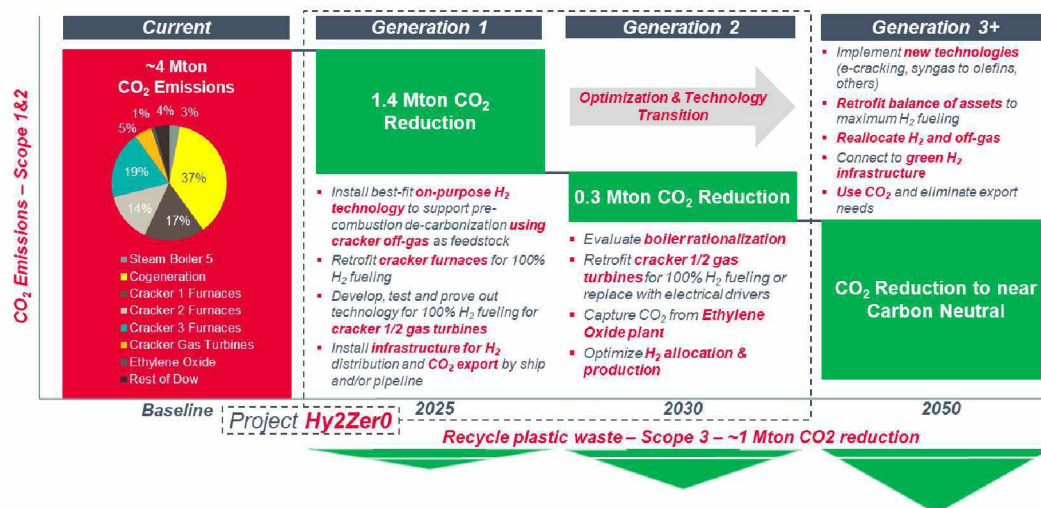 CO2 Emissions – Scope 1&2
Current
~4 Mton
CO2 Emissions
1%
4%
3%
5%
19%
37%
14%
17%
Steam Boiler 5
Cogeneration
Cracker 1 Furnaces
Cracker 2 Furnaces
Cracker 3 Furnaces
Cracker Gas Turbines
Ethylene Oxide
Rest of Dow
Baseline
Generation 1
1.4 Mton CO2
Reduction
Install best-fit on-purpose H2
technology to support pre-
combustion de-carbonization using
cracker off-gas as feedstock
Retrofit cracker furnaces for 100%
H2 fueling
Develop, test and prove out
technology for 100% H2 fueling for
cracker 1/2 gas turbines
Install infrastructure for H2
distribution and CO2 export by ship
and/or pipeline
2025
Generation 2
Optimization & Technology
Transition
0.3 Mton CO2 Reduction
Evaluate boiler rationalization
Retrofit cracker 1/2 gas
turbines for 100% H2 fueling or
replace with electrical drivers
Capture CO2 from Ethylene
Oxide plant
Optimize H2 allocation &
production
2030
Generation 3+
Implement new technologies
(e-cracking, syngas to olefins,
others)
Retrofit balance of assets to
maximum H2 fueling
Reallocate H2 and off-gas
Connect to green H2
infrastructure
Use CO2 and eliminate export
needs
CO2 Reduction to near
Carbon Neutral
2050
Project Hy2Zer0
Recycle plastic waste – Scope 3 – ~1 Mton CO2 reduction